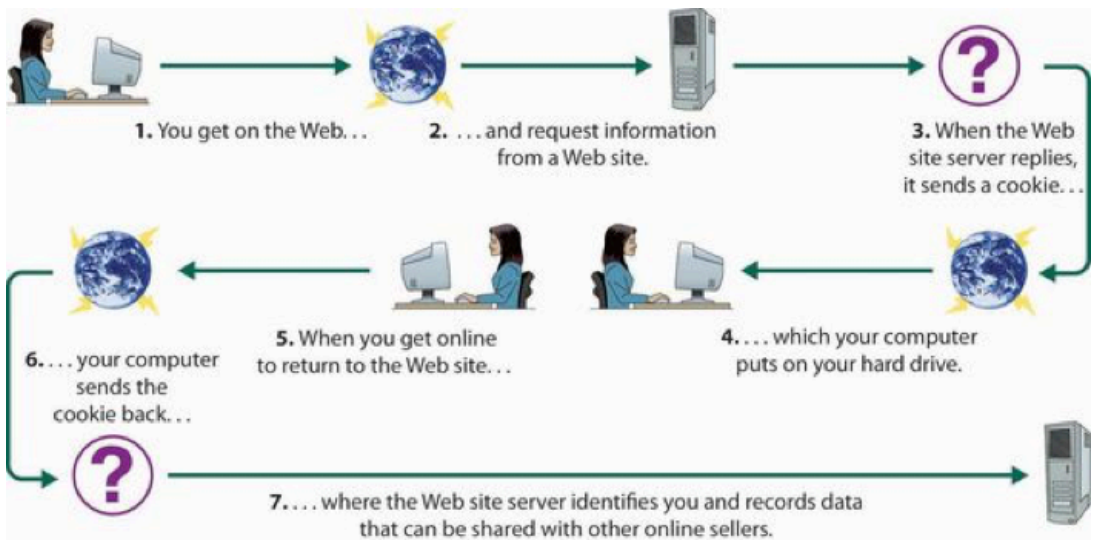 1. You get on the Web...
2. ...and request information
from a Web site.
3. When the Web
site server replies,
it sends a cookie...
4. ...which your computer
puts on your hard drive.
5. When you get online
to return to the Web site...
6. ...your computer
sends the
cookie back...
?
?
7. ...where the Web site server identifies you and records data
that can be shared with other online sellers.